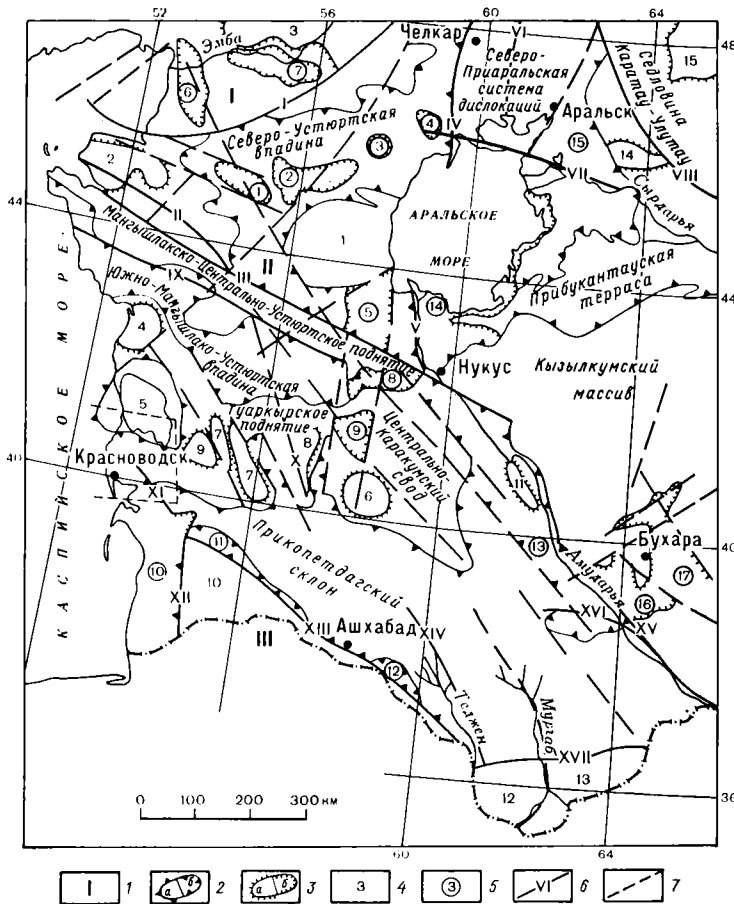 52
56
60
64
48
Эмба
3
3
Челкар
VI
7
6
I
I
Северо-
Приаральская
система
дислокаций
Седловина
Каратау-Улутау
15
Аральск
Северо-Устюртская
впадина
4
IV
3
15
14
VII
VIII
2
1
2
Сырдарья
44
II
АРАЛЬСКОЕ
МОРЕ
1
Мангышлакско-Центрально-Устюртское поднятие
III
II
IX
Южно-Мангышлако-Устюртская
впадина
Прибукантауская
терраса
44
5
14
V
4
Нукус
Кызылкумский
массив
8
КАСПИЙСКОЕ МОРЕ
5
Туаркырское
поднятие
7
9
7
X
8
9
6
Центрально-
Каракумский
свод
11
40
Красноводск
XI
13
40
Бухара
17
16
Амударья
XVI
XV
Прикопетдагский
склон
11
10
10
XII
III
XIII
Ашхабад
XIV
12
Теджен
Мургаб
XVII
12
13
36
0 100 200 300 км
60
64
I 1
а б 2
а б 3
3 4
3 5
VI 6
7